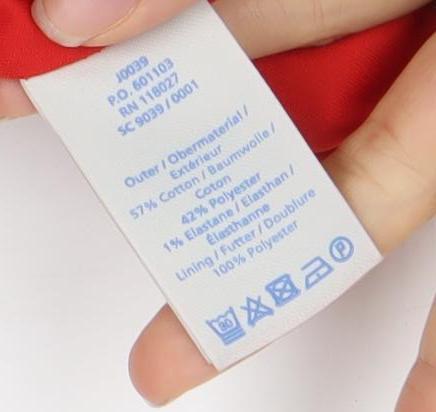 J0039
P.O. 601103
RN 118027
SC 9039 / 0001
Outer / Obermaterial /
Extérieur
57% Cotton / Baumwolle /
Coton
42% Polyester
1% Elastane / Elasthan /
Élasthanne
Lining / Futter / Doublure
100% Polyester
30
P